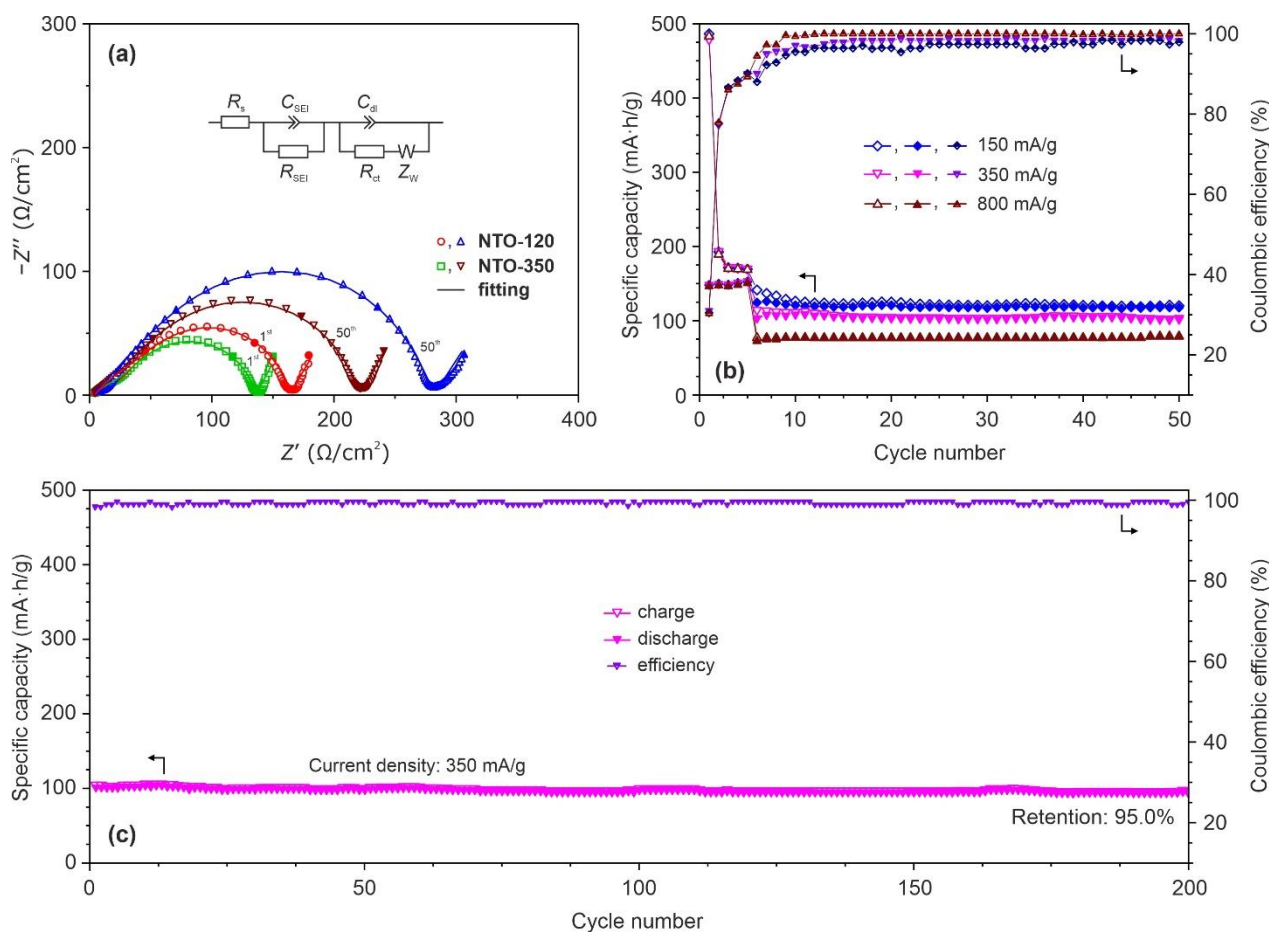 (a)
300
200
100
0
−Z″ (Ω/cm²)
R_s
C_SEI
C_dl
R_SEI
R_ct
Z_W
○, △ NTO-120
□, ▽ NTO-350
— fitting
1st
1st
50th
50th
0
100
200
300
400
Z′ (Ω/cm²)
(b)
500
400
300
200
100
0
Specific capacity (mA·h/g)
◇, ◆, ◆ 150 mA/g
▽, ▼, ▼ 350 mA/g
△, ▲, ▲ 800 mA/g
100
80
60
40
20
Coulombic efficiency (%)
0
10
20
30
40
50
Cycle number
(c)
500
400
300
200
100
0
Specific capacity (mA·h/g)
charge
discharge
efficiency
Current density: 350 mA/g
Retention: 95.0%
100
80
60
40
20
Coulombic efficiency (%)
0
50
100
150
200
Cycle number